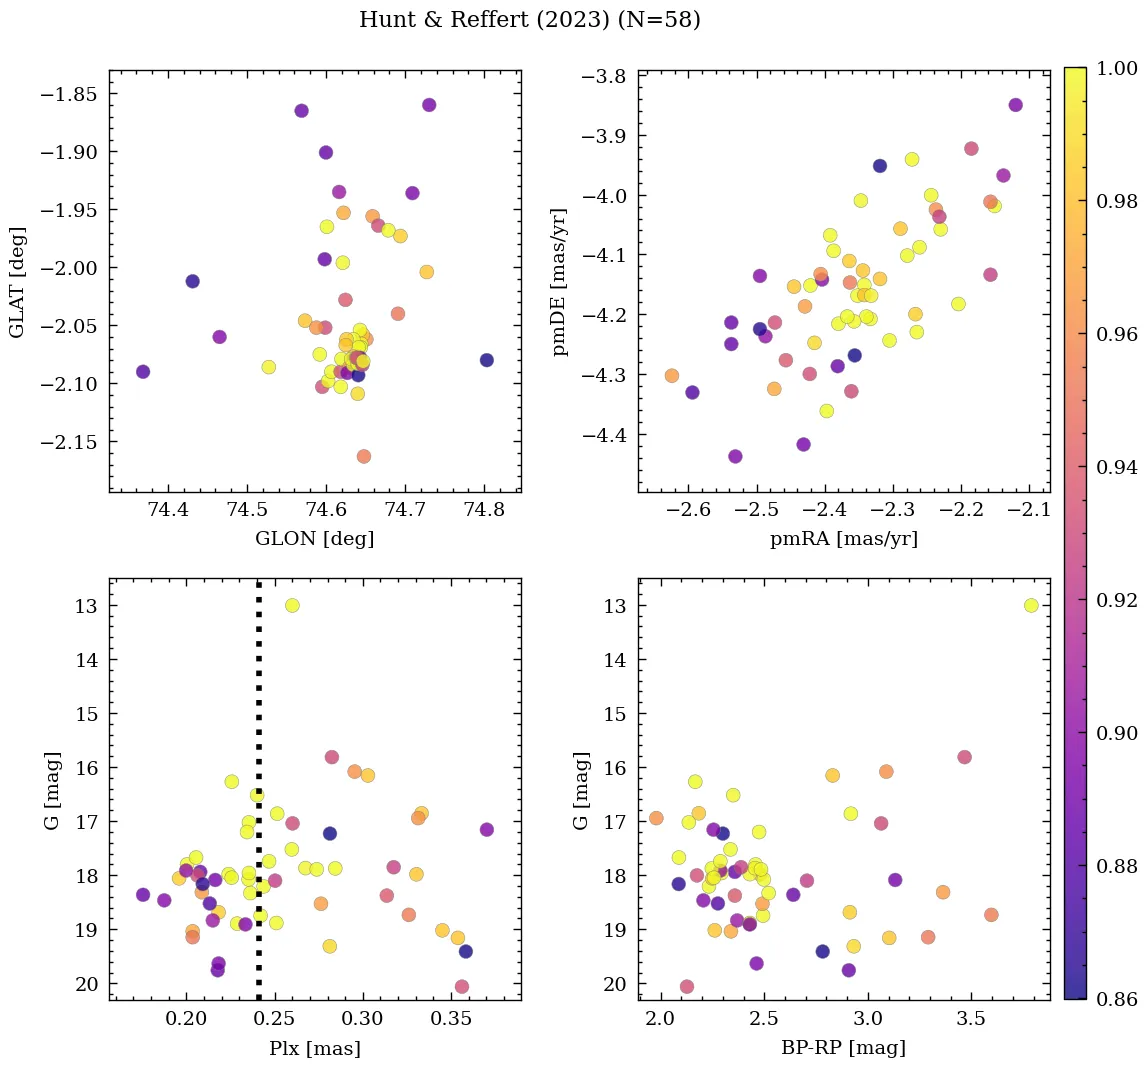 Hunt & Reffert (2023) (N=58)
−1.85
−1.90
−1.95
−2.00
−2.05
−2.10
−2.15
GLAT [deg]
74.4 74.5 74.6 74.7 74.8
GLON [deg]
−3.8
−3.9
−4.0
−4.1
−4.2
−4.3
−4.4
pmDE [mas/yr]
−2.6 −2.5 −2.4 −2.3 −2.2 −2.1
pmRA [mas/yr]
13
14
15
16
17
18
19
20
G [mag]
0.20 0.25 0.30 0.35
Plx [mas]
13
14
15
16
17
18
19
20
G [mag]
2.0 2.5 3.0 3.5
BP-RP [mag]
1.00
0.98
0.96
0.94
0.92
0.90
0.88
0.86